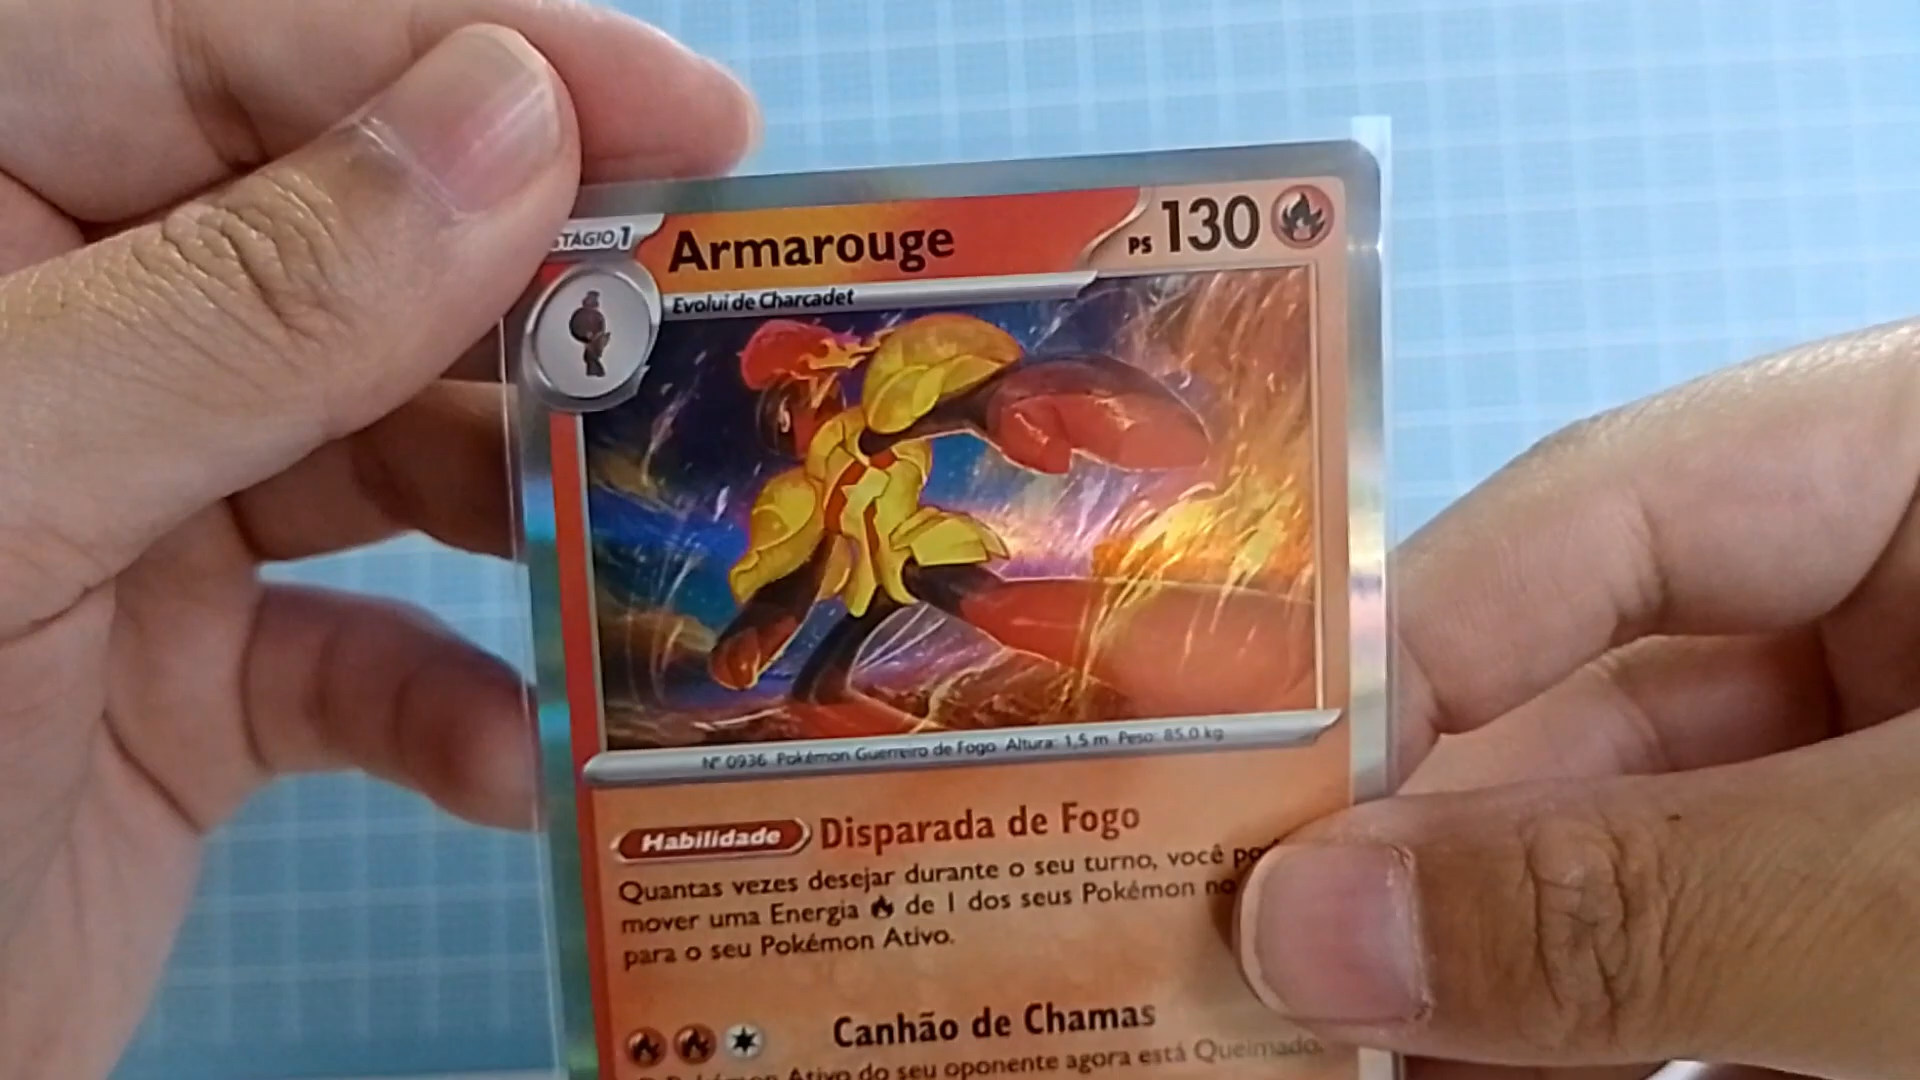 STÁGIO 1 Armarouge PS 130
Evolui de Charcadet
Nº 0936 Pokémon Guerreiro de Fogo Altura: 1,5 m Peso: 85,0 kg
Habilidade Disparada de Fogo
Quantas vezes desejar durante o seu turno, você
mover uma Energia de 1 dos seus Pokémon no
para o seu Pokémon Ativo.
Canhão de Chamas
Pokémon Ativo do seu oponente agora está Queimado.